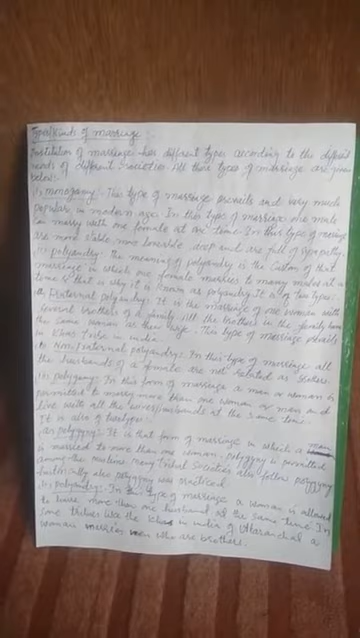 Types/kinds of marriage :-
Institution of marriage has different types according to the different
needs of different societies. All these types of marriage are given
below:
i) monogamy:- This type of marriage prevails and very much
popular in modern age. In this type of marriage one male
marry with one female at one time. In this type of marriage
are more stable, more loveable, deep and are full of sympathy.
polyandry:- The meaning of polyandry is the custom of that
marriage in which one female marries to many males at a
time & that is why it is known as polyandry. It is of two types:
Fraternal polyandry:- It is the marriage of one woman with
several brothers of a family. All the brothers in the family have
the same woman as their wife. This type of marriage prevails
in Khasi Tribe in india.
b) Non-Fraternal polyandry:- In this type of marriage all
the husbands of a female are not related as brothers.
polygamy:- In this form of marriage a man or woman is
permitted to marry more than one woman or man and
live with all the wives/husbands at the same time.
It is also of two types:
(a) polygyny:- It is that form of marriage in which a man
is married to more than one woman. polygyny is permitted
among the muslims. Many tribal Societies also follow polygyny
historically also polygyny was practiced.
polyandry:- In this type of marriage a woman is allowed
to have more than one husband at the same time. In
some tribes like the in india of Uttaranchal a
woman marries men who are brothers.